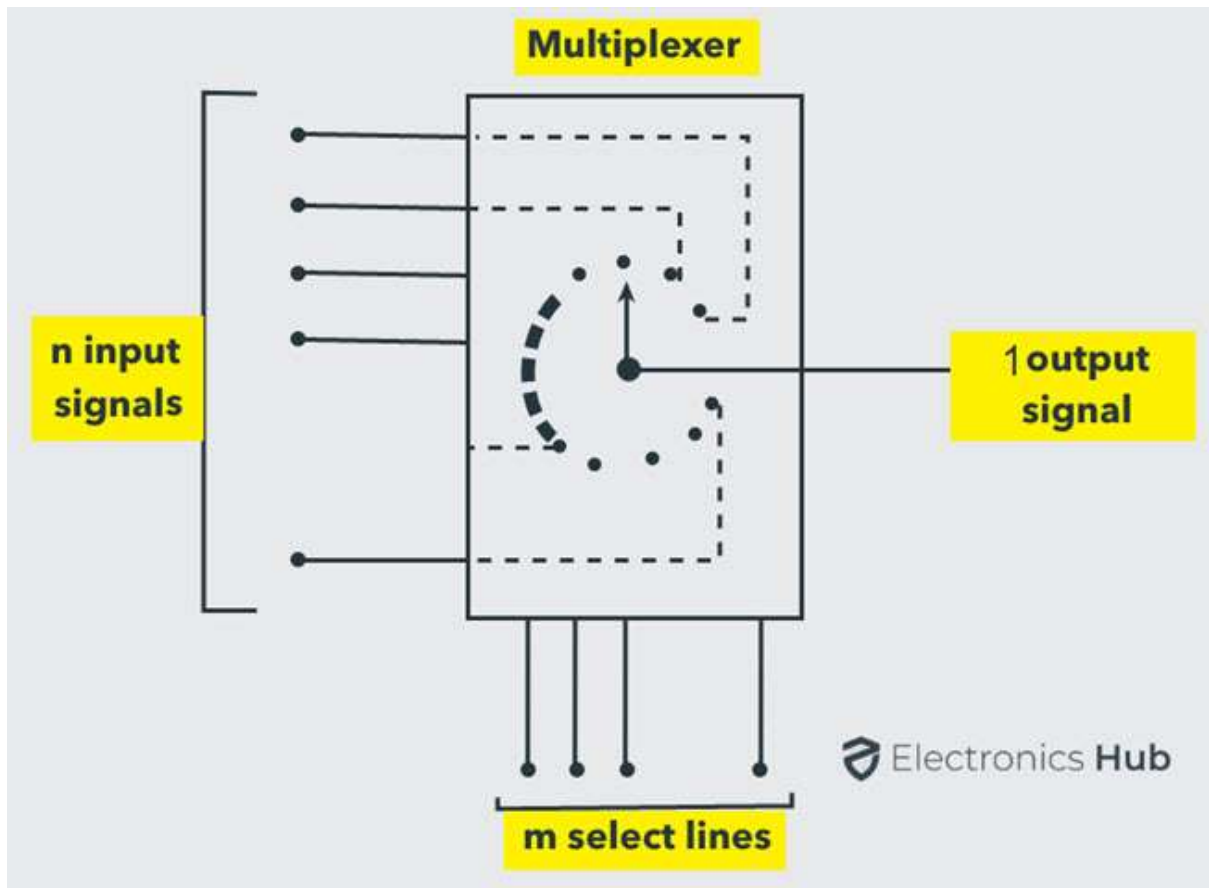 Multiplexer
n input
signals
1 output
signal
Electronics Hub
m select lines